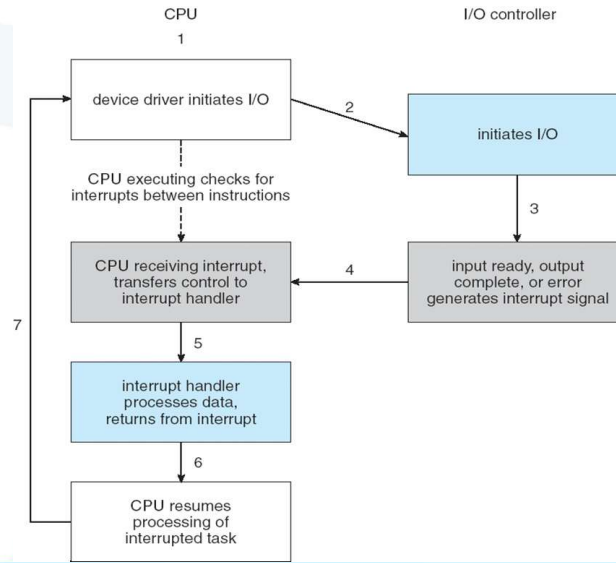 CPU
I/O controller
1
device driver initiates I/O
2
initiates I/O
CPU executing checks for
interrupts between instructions
3
CPU receiving interrupt,
transfers control to
interrupt handler
4
input ready, output
complete, or error
generates interrupt signal
7
5
interrupt handler
processes data,
returns from interrupt
6
CPU resumes
processing of
interrupted task